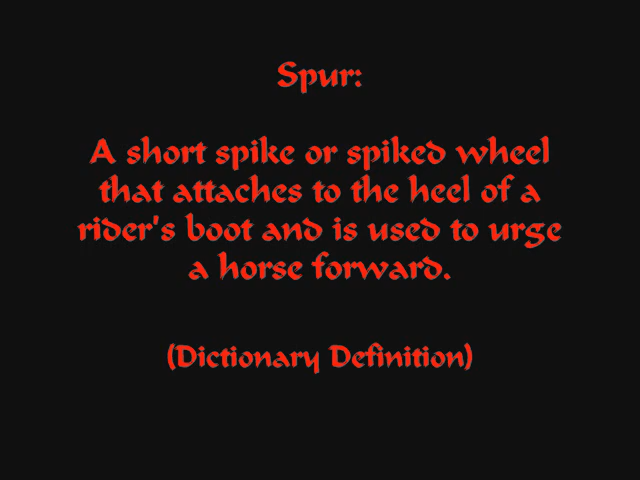 Spur:
A short spike or spiked wheel
that attaches to the heel of a
rider's boot and is used to urge
a horse forward.
(Dictionary Definition)